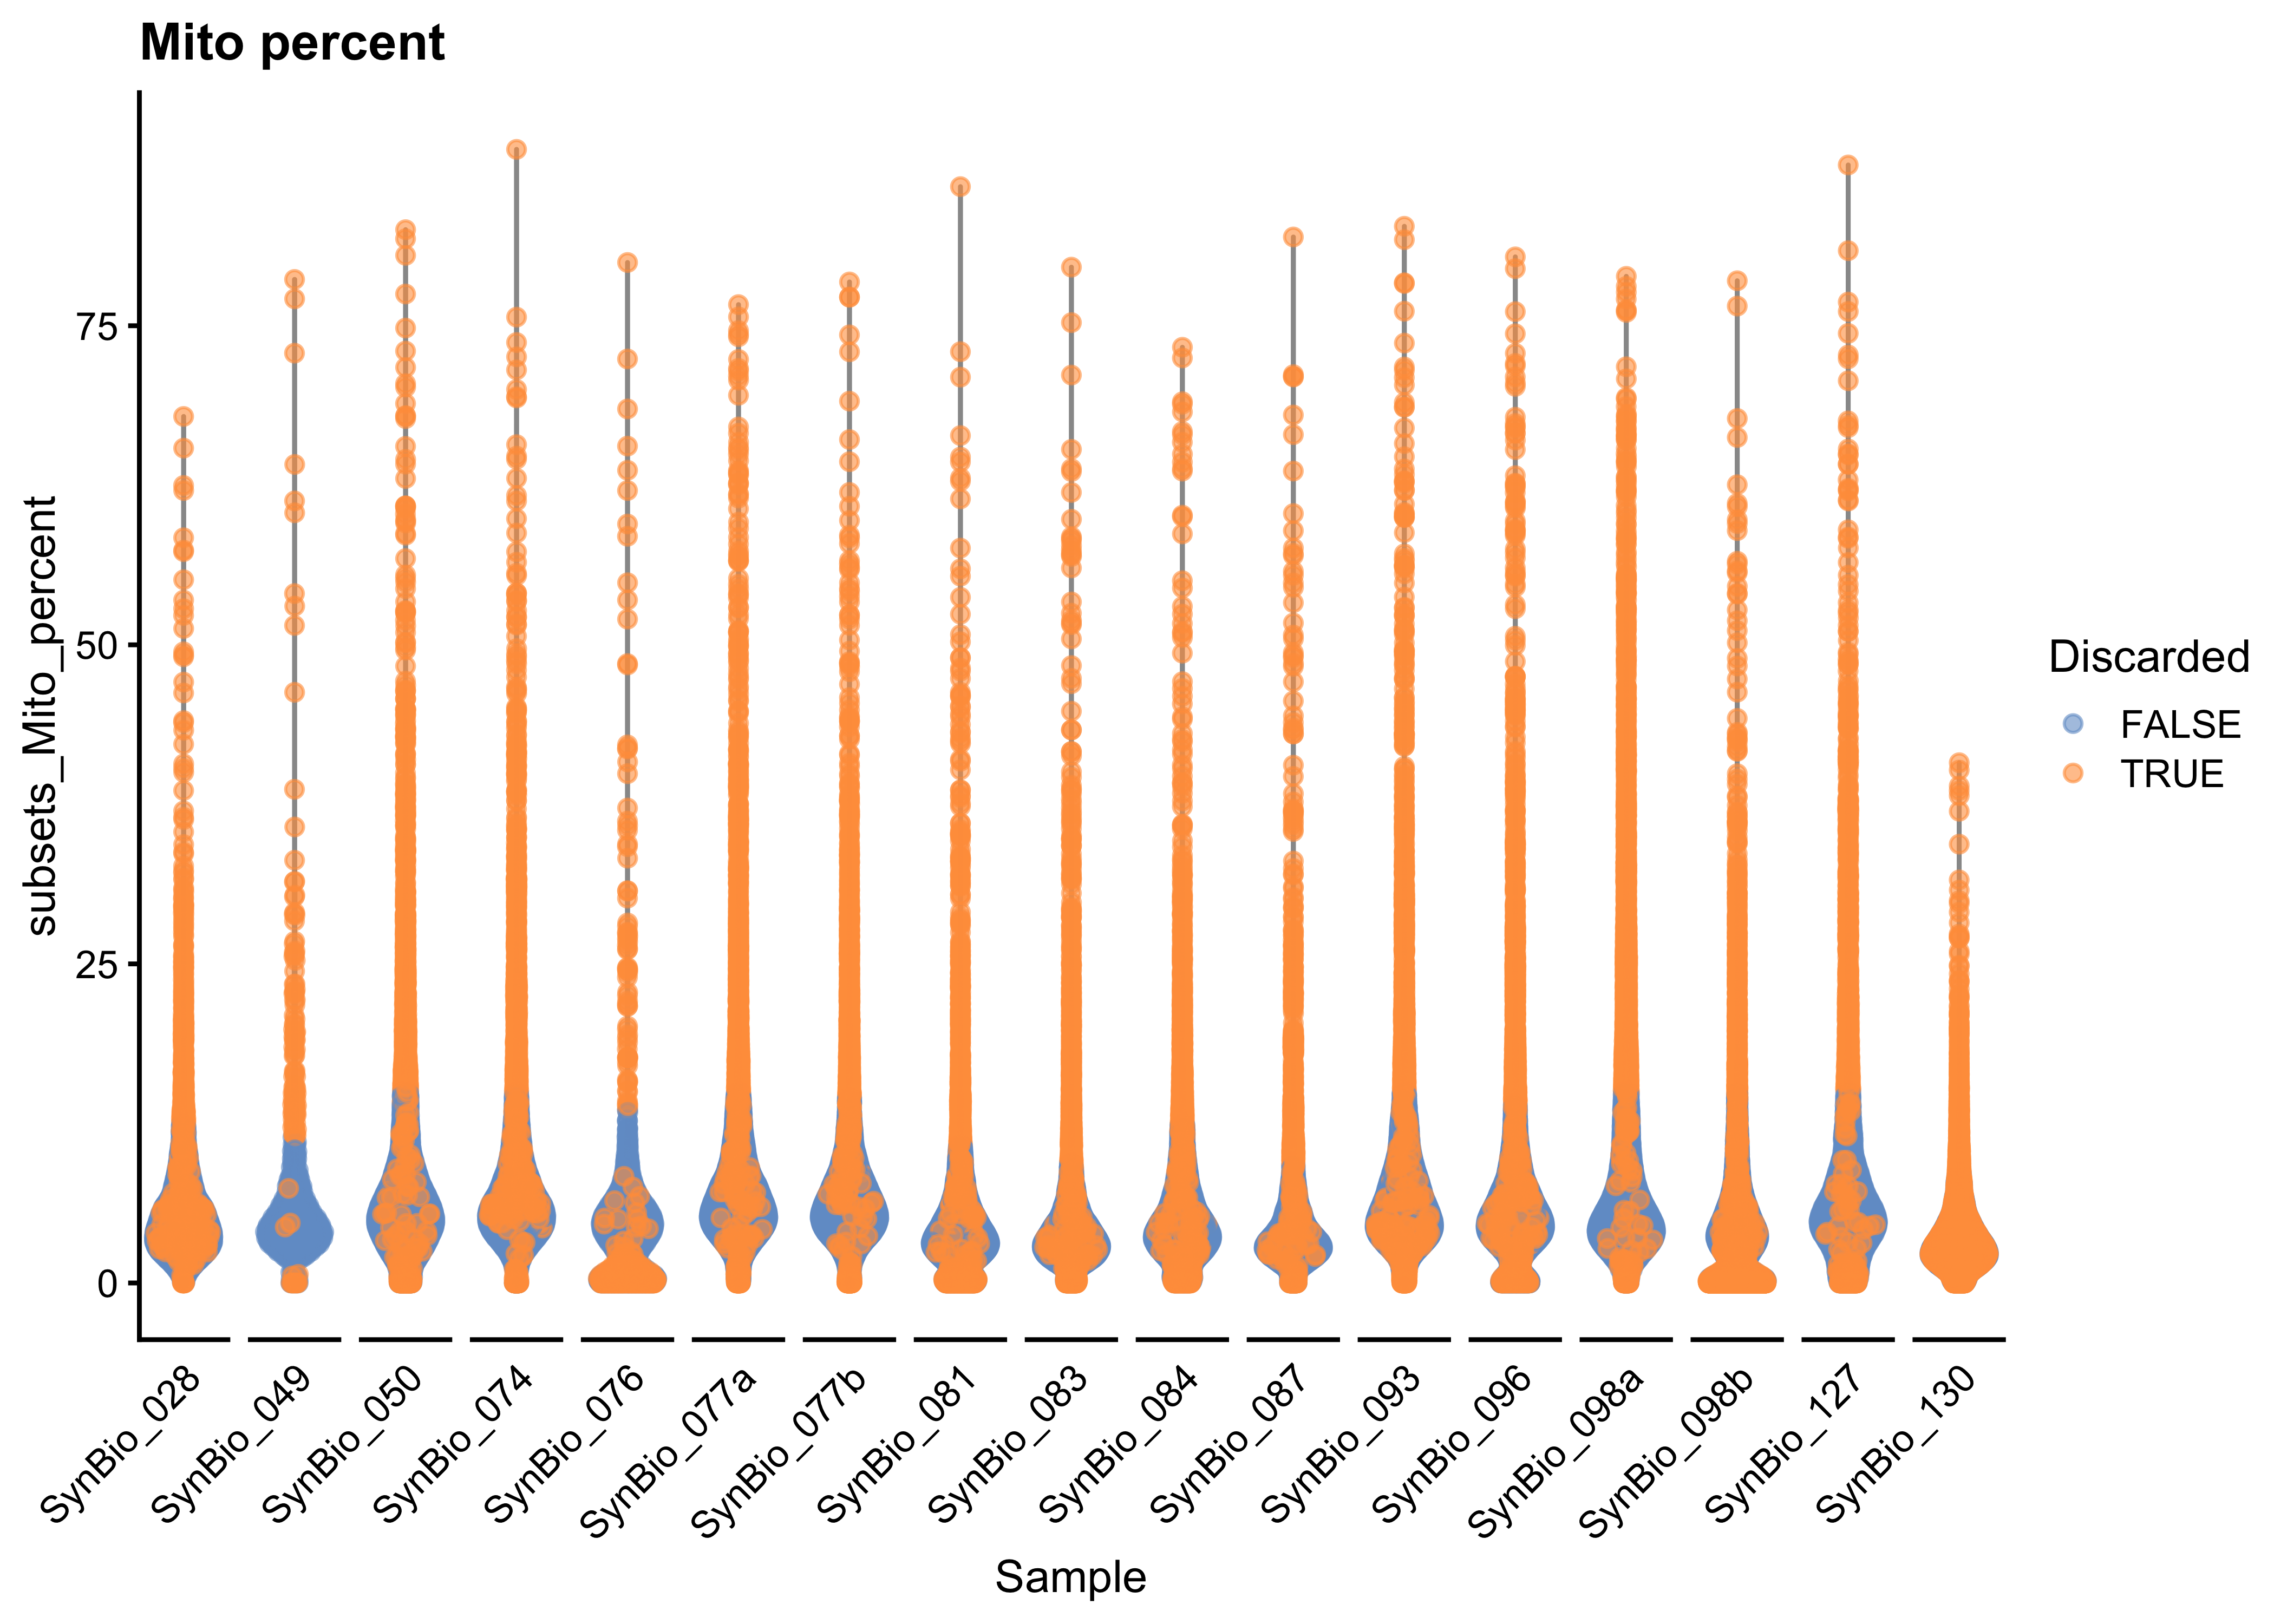 Mito percent
subsets_Mito_percent
75
50
25
0
SynBio_028
SynBio_049
SynBio_050
SynBio_074
SynBio_076
SynBio_077a
SynBio_077b
SynBio_081
SynBio_083
SynBio_084
SynBio_087
SynBio_093
SynBio_096
SynBio_098a
SynBio_098b
SynBio_127
SynBio_130
Sample
Discarded
FALSE
TRUE